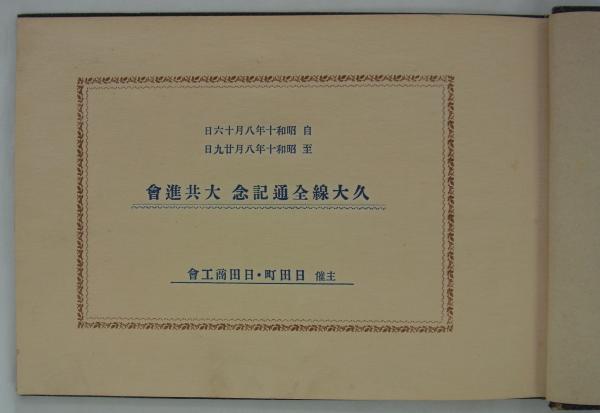 自 昭和十年八月十六日
至 昭和十年八月廿九日
久大線全通記念 大共進會
主催 日田町・日田商工會